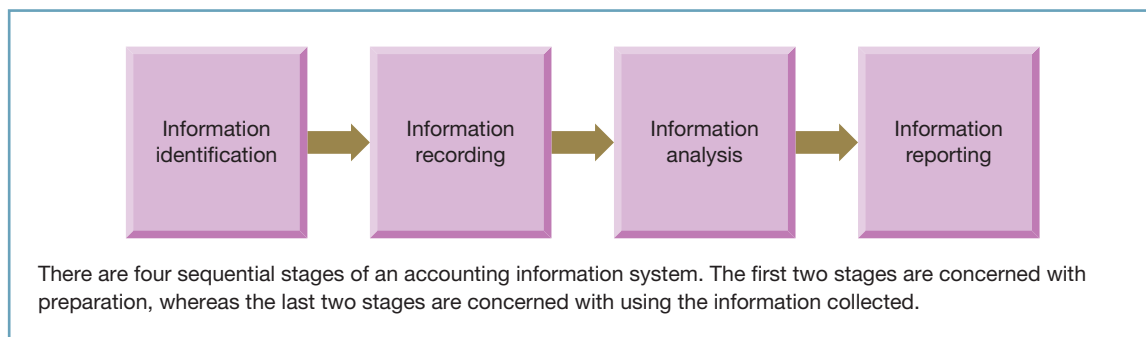 Information
identification
Information
recording
Information
analysis
Information
reporting
There are four sequential stages of an accounting information system. The first two stages are concerned with
preparation, whereas the last two stages are concerned with using the information collected.